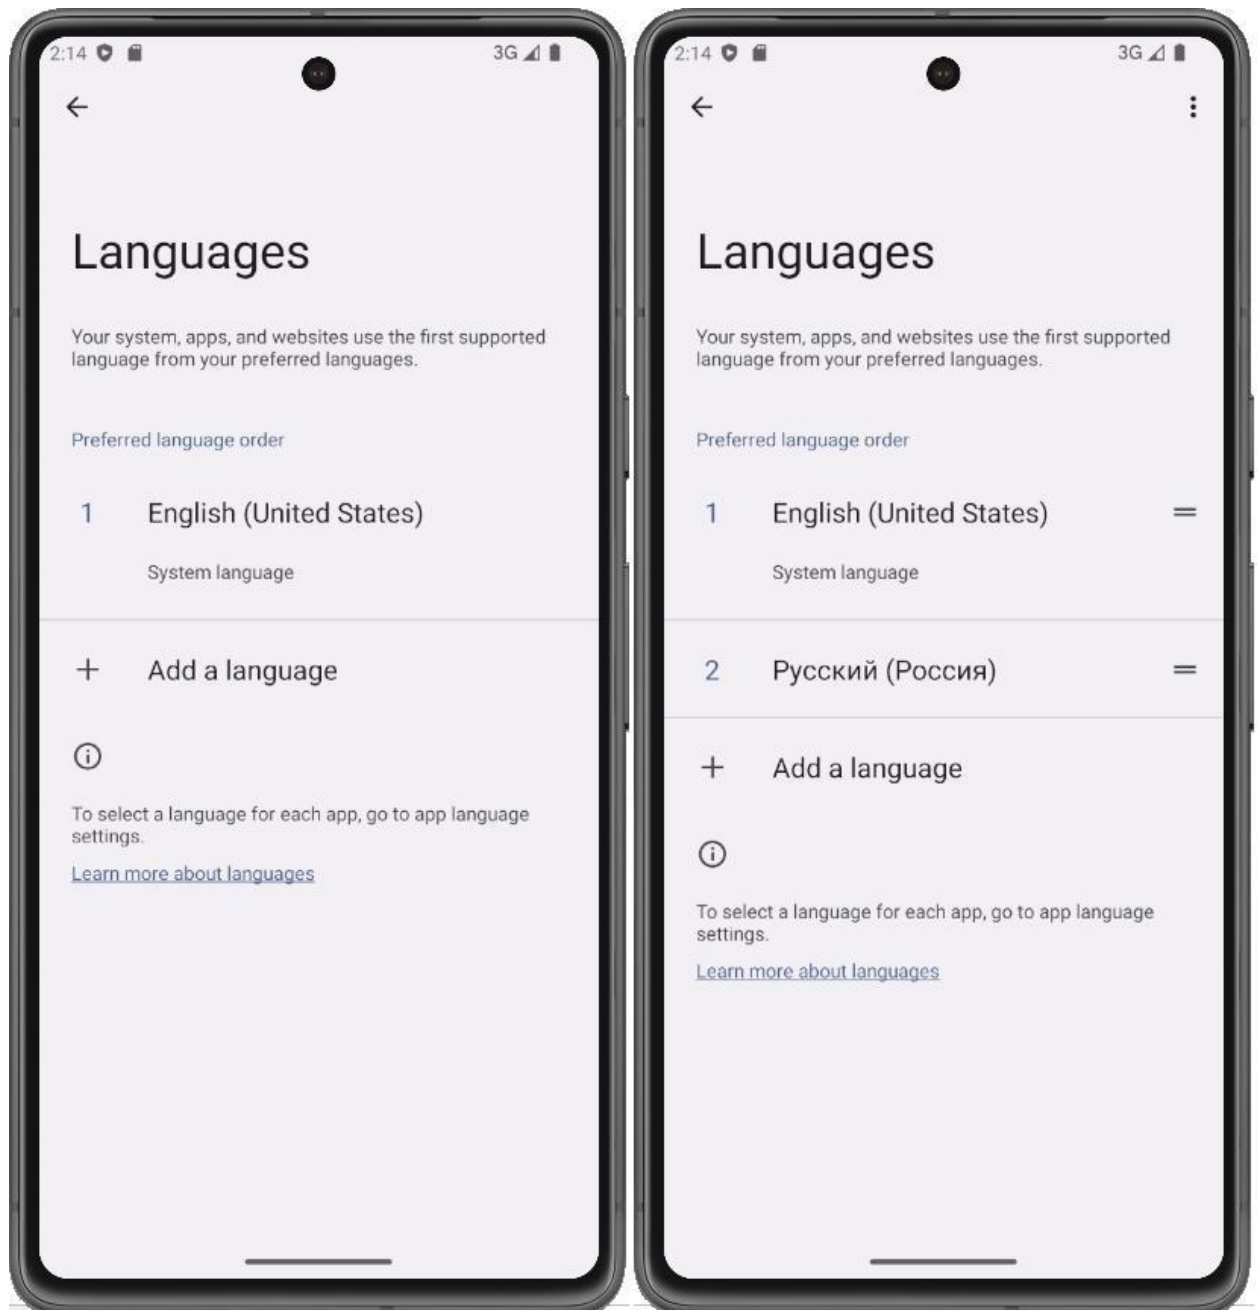 2:14
3G
Languages
Your system, apps, and websites use the first supported
language from your preferred languages.
Preferred language order
1 English (United States)
System language
+ Add a language
To select a language for each app, go to app language
settings.
Learn more about languages
2:14
3G
Languages
Your system, apps, and websites use the first supported
language from your preferred languages.
Preferred language order
1 English (United States)
System language
2 Русский (Россия)
+ Add a language
To select a language for each app, go to app language
settings.
Learn more about languages